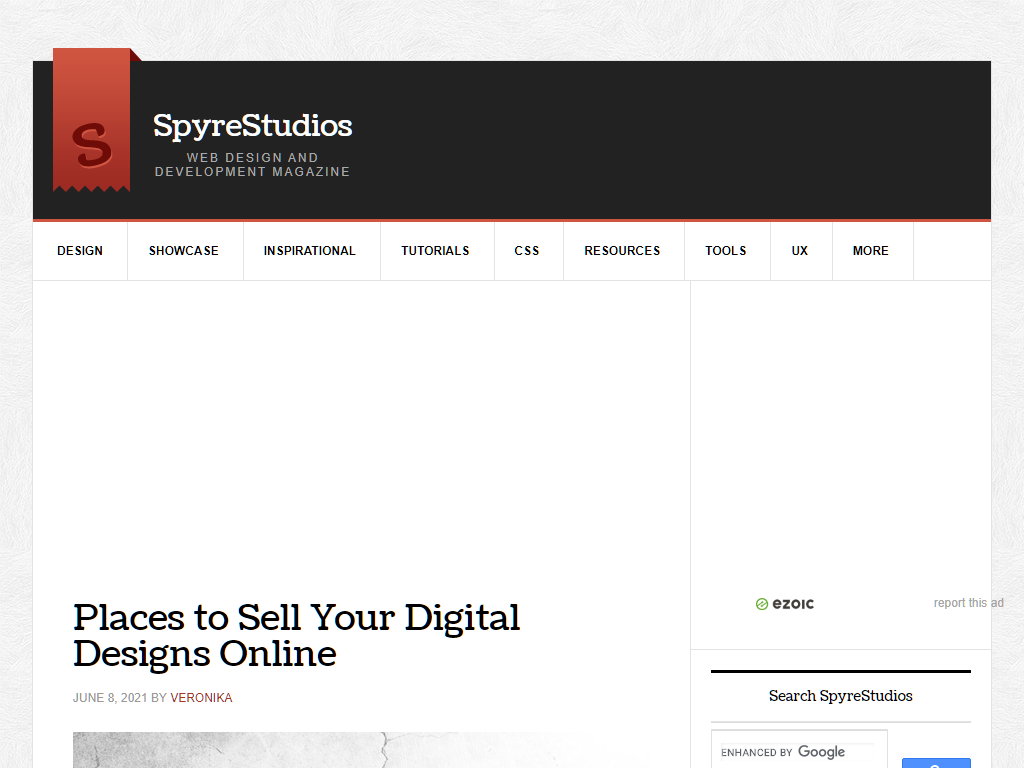 S
SpyreStudios
WEB DESIGN AND
DEVELOPMENT MAGAZINE
DESIGN
SHOWCASE
INSPIRATIONAL
TUTORIALS
CSS
RESOURCES
TOOLS
UX
MORE
ezoic
report this ad
Places to Sell Your Digital
Designs Online
JUNE 8, 2021 BY VERONIKA
Search SpyreStudios
ENHANCED BY Google